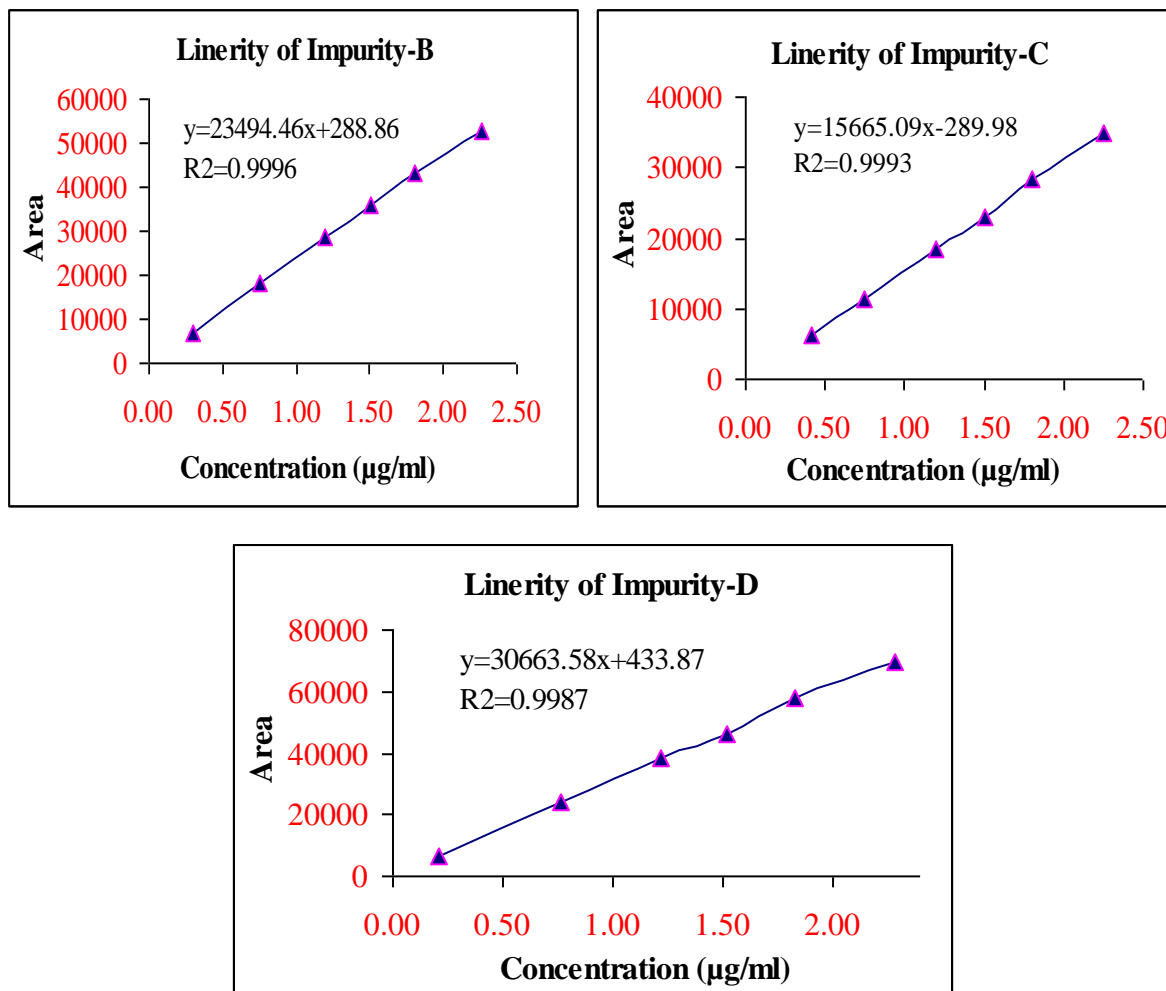 Linerity of Impurity-B
60000
50000
40000
30000
20000
10000
0
y=23494.46x+288.86
R2=0.9996
Area
0.00 0.50 1.00 1.50 2.00 2.50
Concentration (µg/ml)
Linerity of Impurity-C
40000
30000
20000
10000
0
y=15665.09x-289.98
R2=0.9993
Area
0.00 0.50 1.00 1.50 2.00 2.50
Concentration (µg/ml)
Linerity of Impurity-D
80000
60000
40000
20000
0
y=30663.58x+433.87
R2=0.9987
Area
0.00 0.50 1.00 1.50 2.00
Concentration (µg/ml)